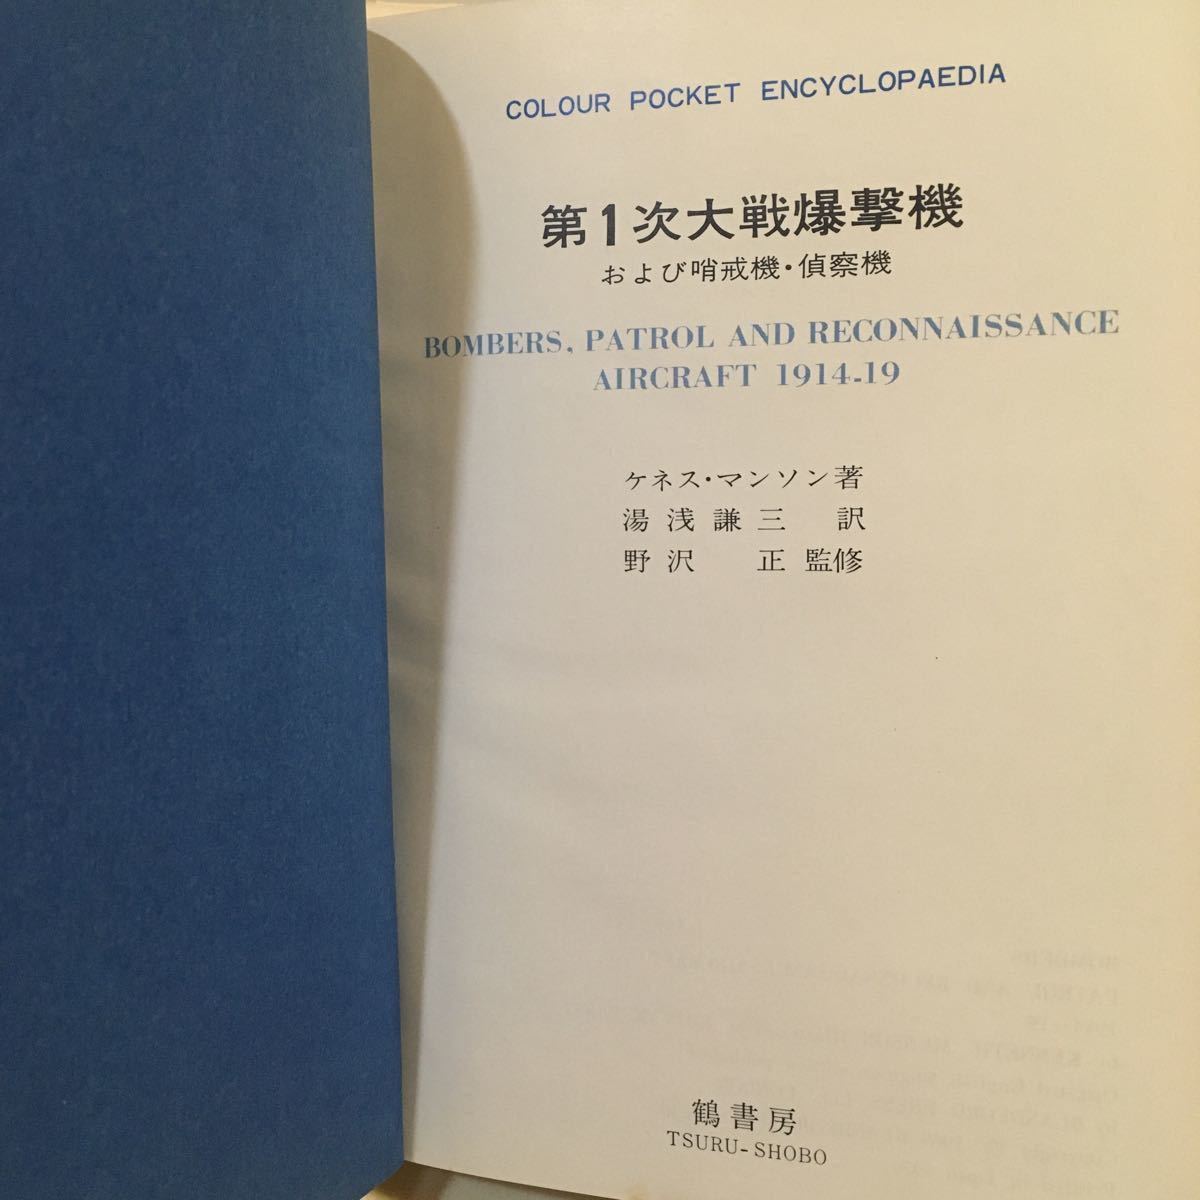 COLOUR POCKET ENCYCLOPAEDIA
第1次大戦爆撃機
および哨戒機・偵察機
BOMBERS, PATROL AND RECONNAISSANCE
AIRCRAFT 1914-19
ケネス・マンソン著
湯浅謙三 訳
野沢 正 監修
鶴書房
TSURU-SHOBO